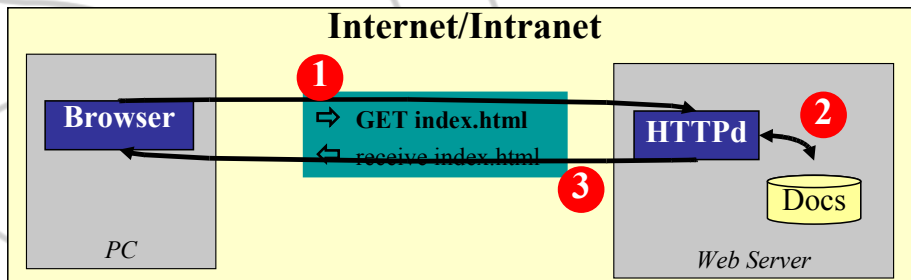 Internet/Intranet
1
Browser
⇨ GET index.html
⇦ receive index.html
HTTPd
2
3
Docs
PC
Web Server